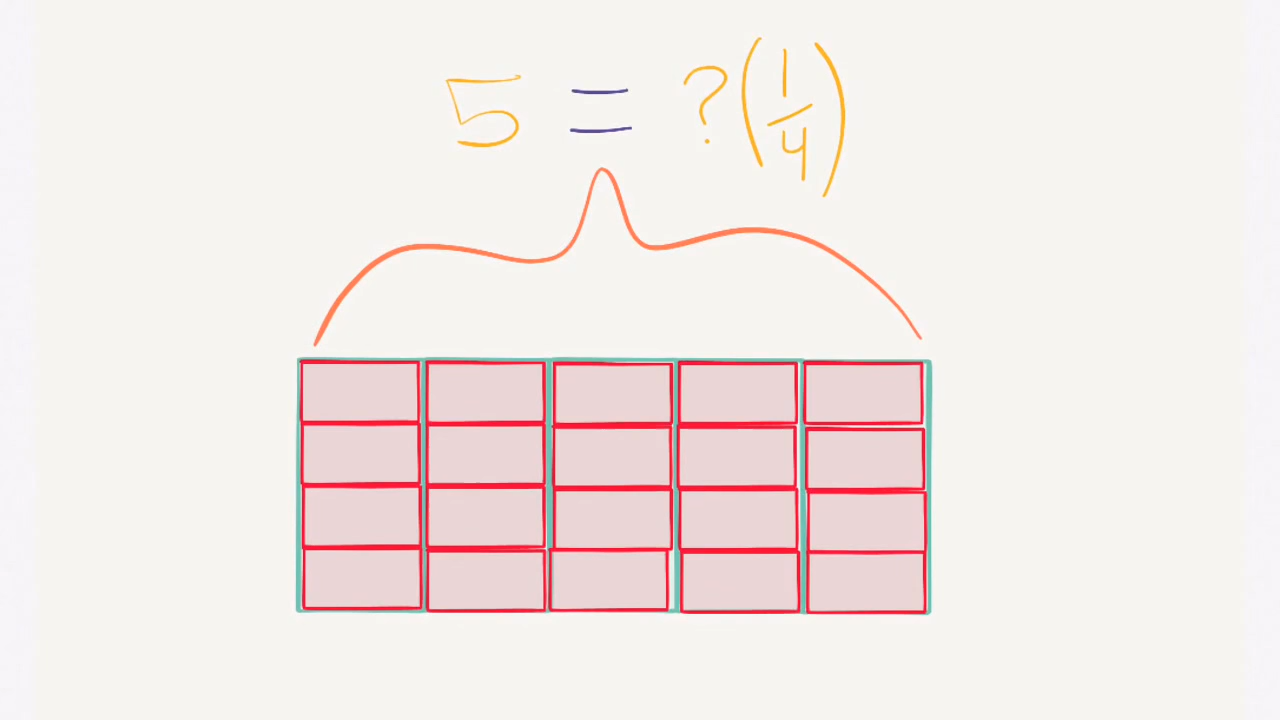 5 = ?(1/4)